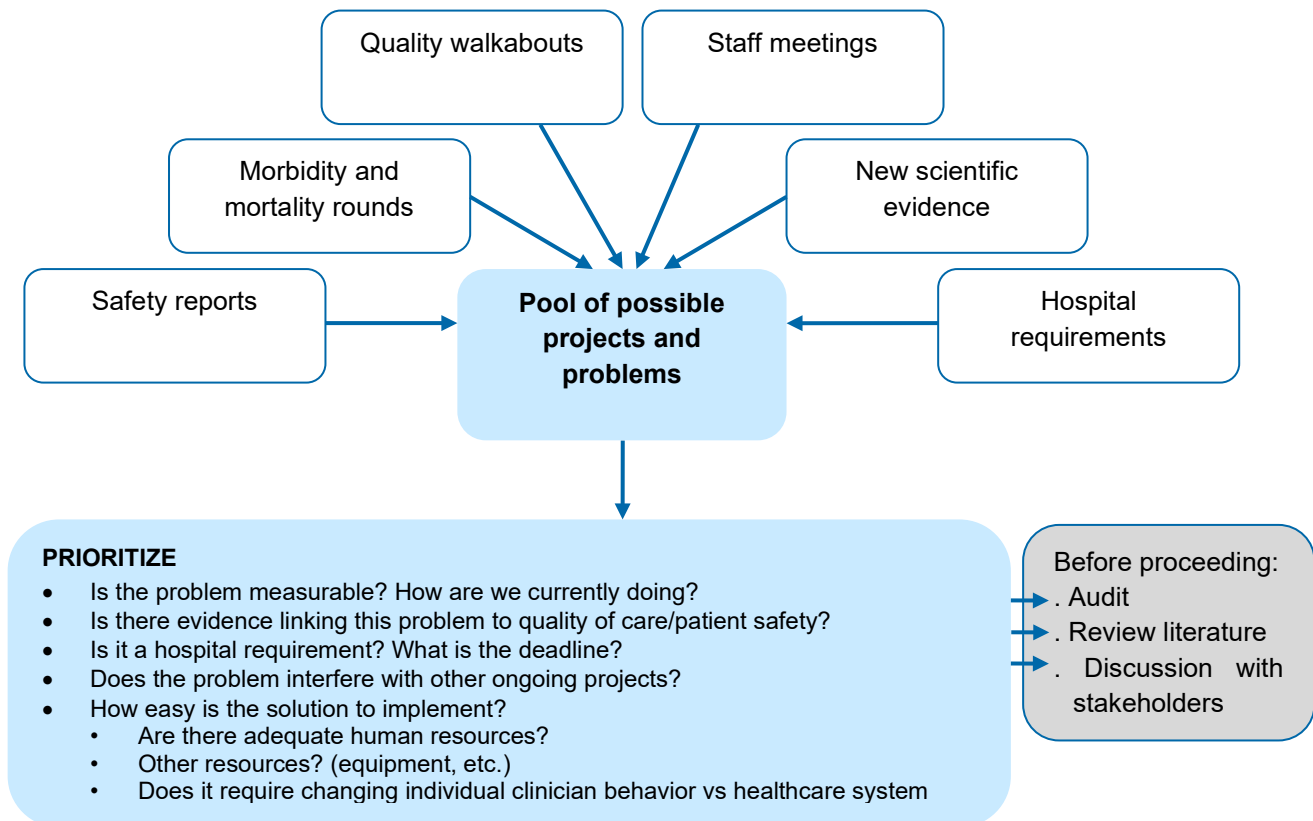 Quality walkabouts
Staff meetings
Morbidity and
mortality rounds
New scientific
evidence
Safety reports
Pool of possible
projects and
problems
Hospital
requirements
PRIORITIZE
• Is the problem measurable? How are we currently doing?
• Is there evidence linking this problem to quality of care/patient safety?
• Is it a hospital requirement? What is the deadline?
• Does the problem interfere with other ongoing projects?
• How easy is the solution to implement?
• Are there adequate human resources?
• Other resources? (equipment, etc.)
• Does it require changing individual clinician behavior vs healthcare system
Before proceeding:
. Audit
. Review literature
. Discussion with
stakeholders